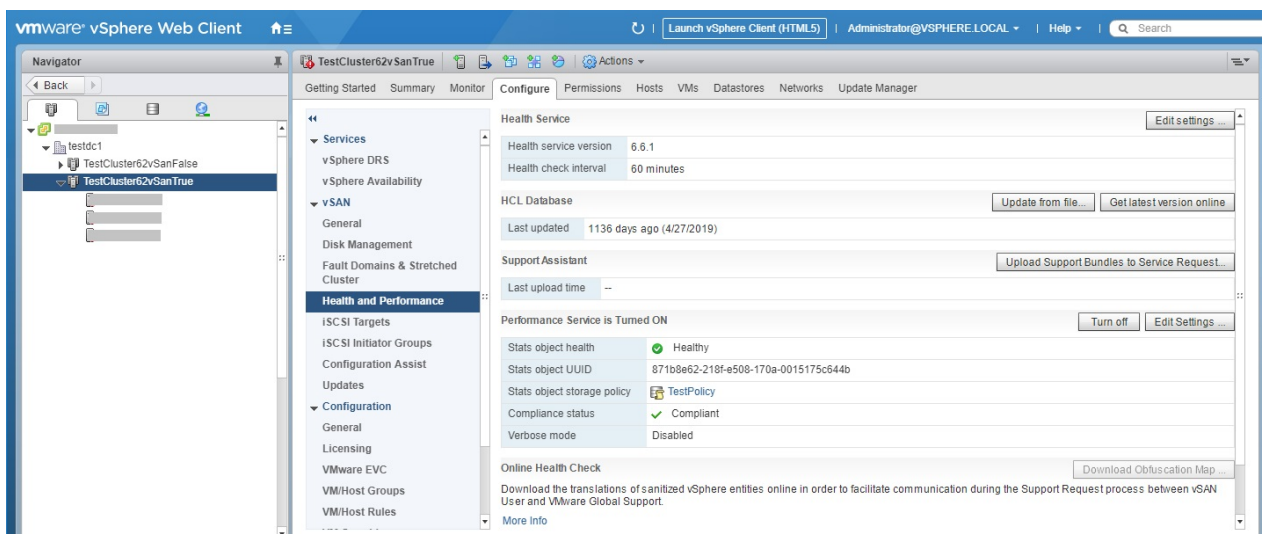 vmware® vSphere Web Client
Launch vSphere Client (HTML5) | Administrator@VSPHERE.LOCAL | Help | Search
Navigator
Back
testdc1
TestCluster62vSanFalse
TestCluster62vSanTrue
TestCluster62vSanTrue Actions
Getting Started Summary Monitor Configure Permissions Hosts VMs Datastores Networks Update Manager
Services
vSphere DRS
vSphere Availability
vSAN
General
Disk Management
Fault Domains & Stretched
Cluster
Health and Performance
iSCSI Targets
iSCSI Initiator Groups
Configuration Assist
Updates
Configuration
General
Licensing
VMware EVC
VM/Host Groups
VM/Host Rules
Health Service Edit settings ...
Health service version 6.6.1
Health check interval 60 minutes
HCL Database Update from file... Get latest version online
Last updated 1136 days ago (4/27/2019)
Support Assistant Upload Support Bundles to Service Request...
Last upload time --
Performance Service is Turned ON Turn off Edit Settings ...
Stats object health Healthy
Stats object UUID 871b8e62-218f-e508-170a-0015175c644b
Stats object storage policy TestPolicy
Compliance status Compliant
Verbose mode Disabled
Online Health Check Download Obfuscation Map ...
Download the translations of sanitized vSphere entities online in order to facilitate communication during the Support Request process between vSAN
User and VMware Global Support.
More Info